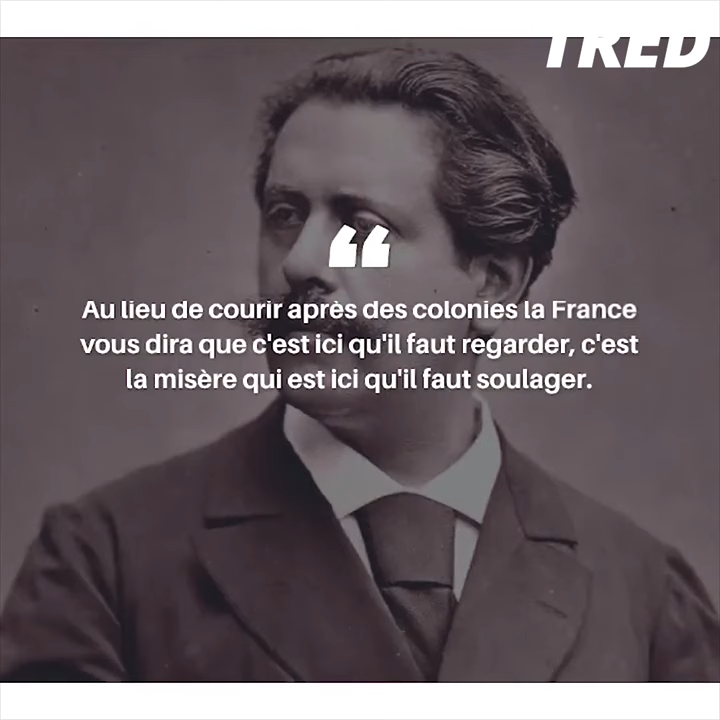 TRED
Au lieu de courir après des colonies la France
vous dira que c'est ici qu'il faut regarder, c'est
la misère qui est ici qu'il faut soulager.